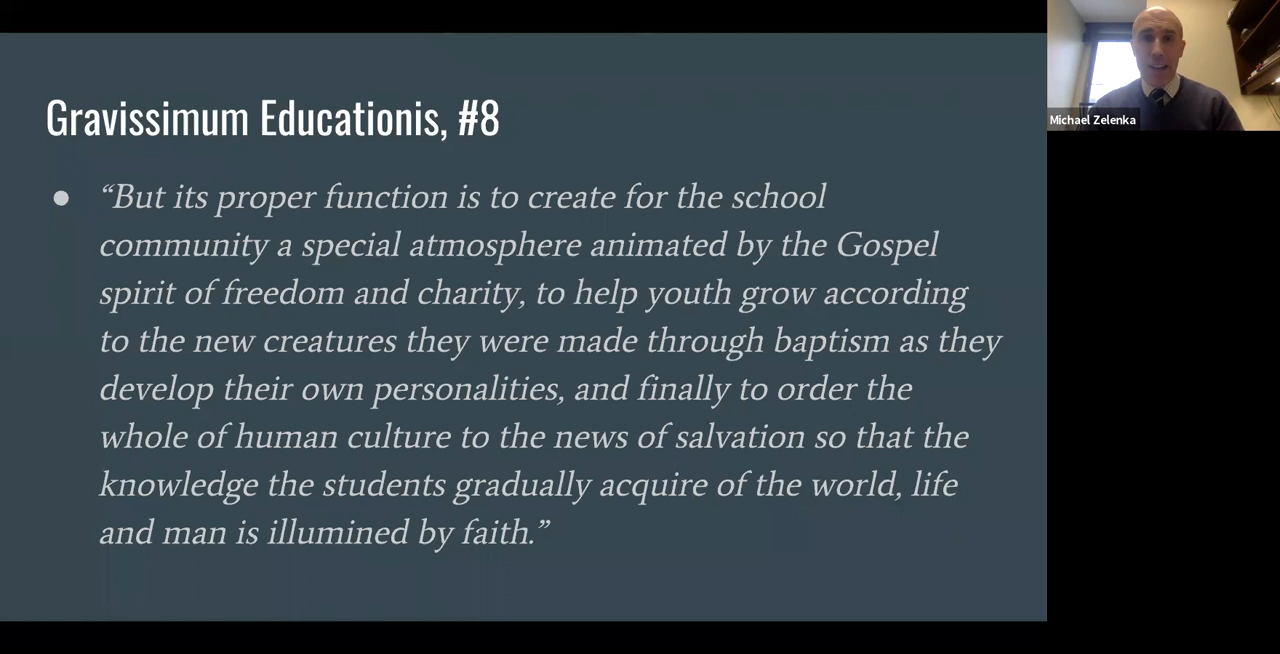 Gravissimum Educationis, #8
● “But its proper function is to create for the school
community a special atmosphere animated by the Gospel
spirit of freedom and charity, to help youth grow according
to the new creatures they were made through baptism as they
develop their own personalities, and finally to order the
whole of human culture to the news of salvation so that the
knowledge the students gradually acquire of the world, life
and man is illumined by faith.”
Michael Zelenka